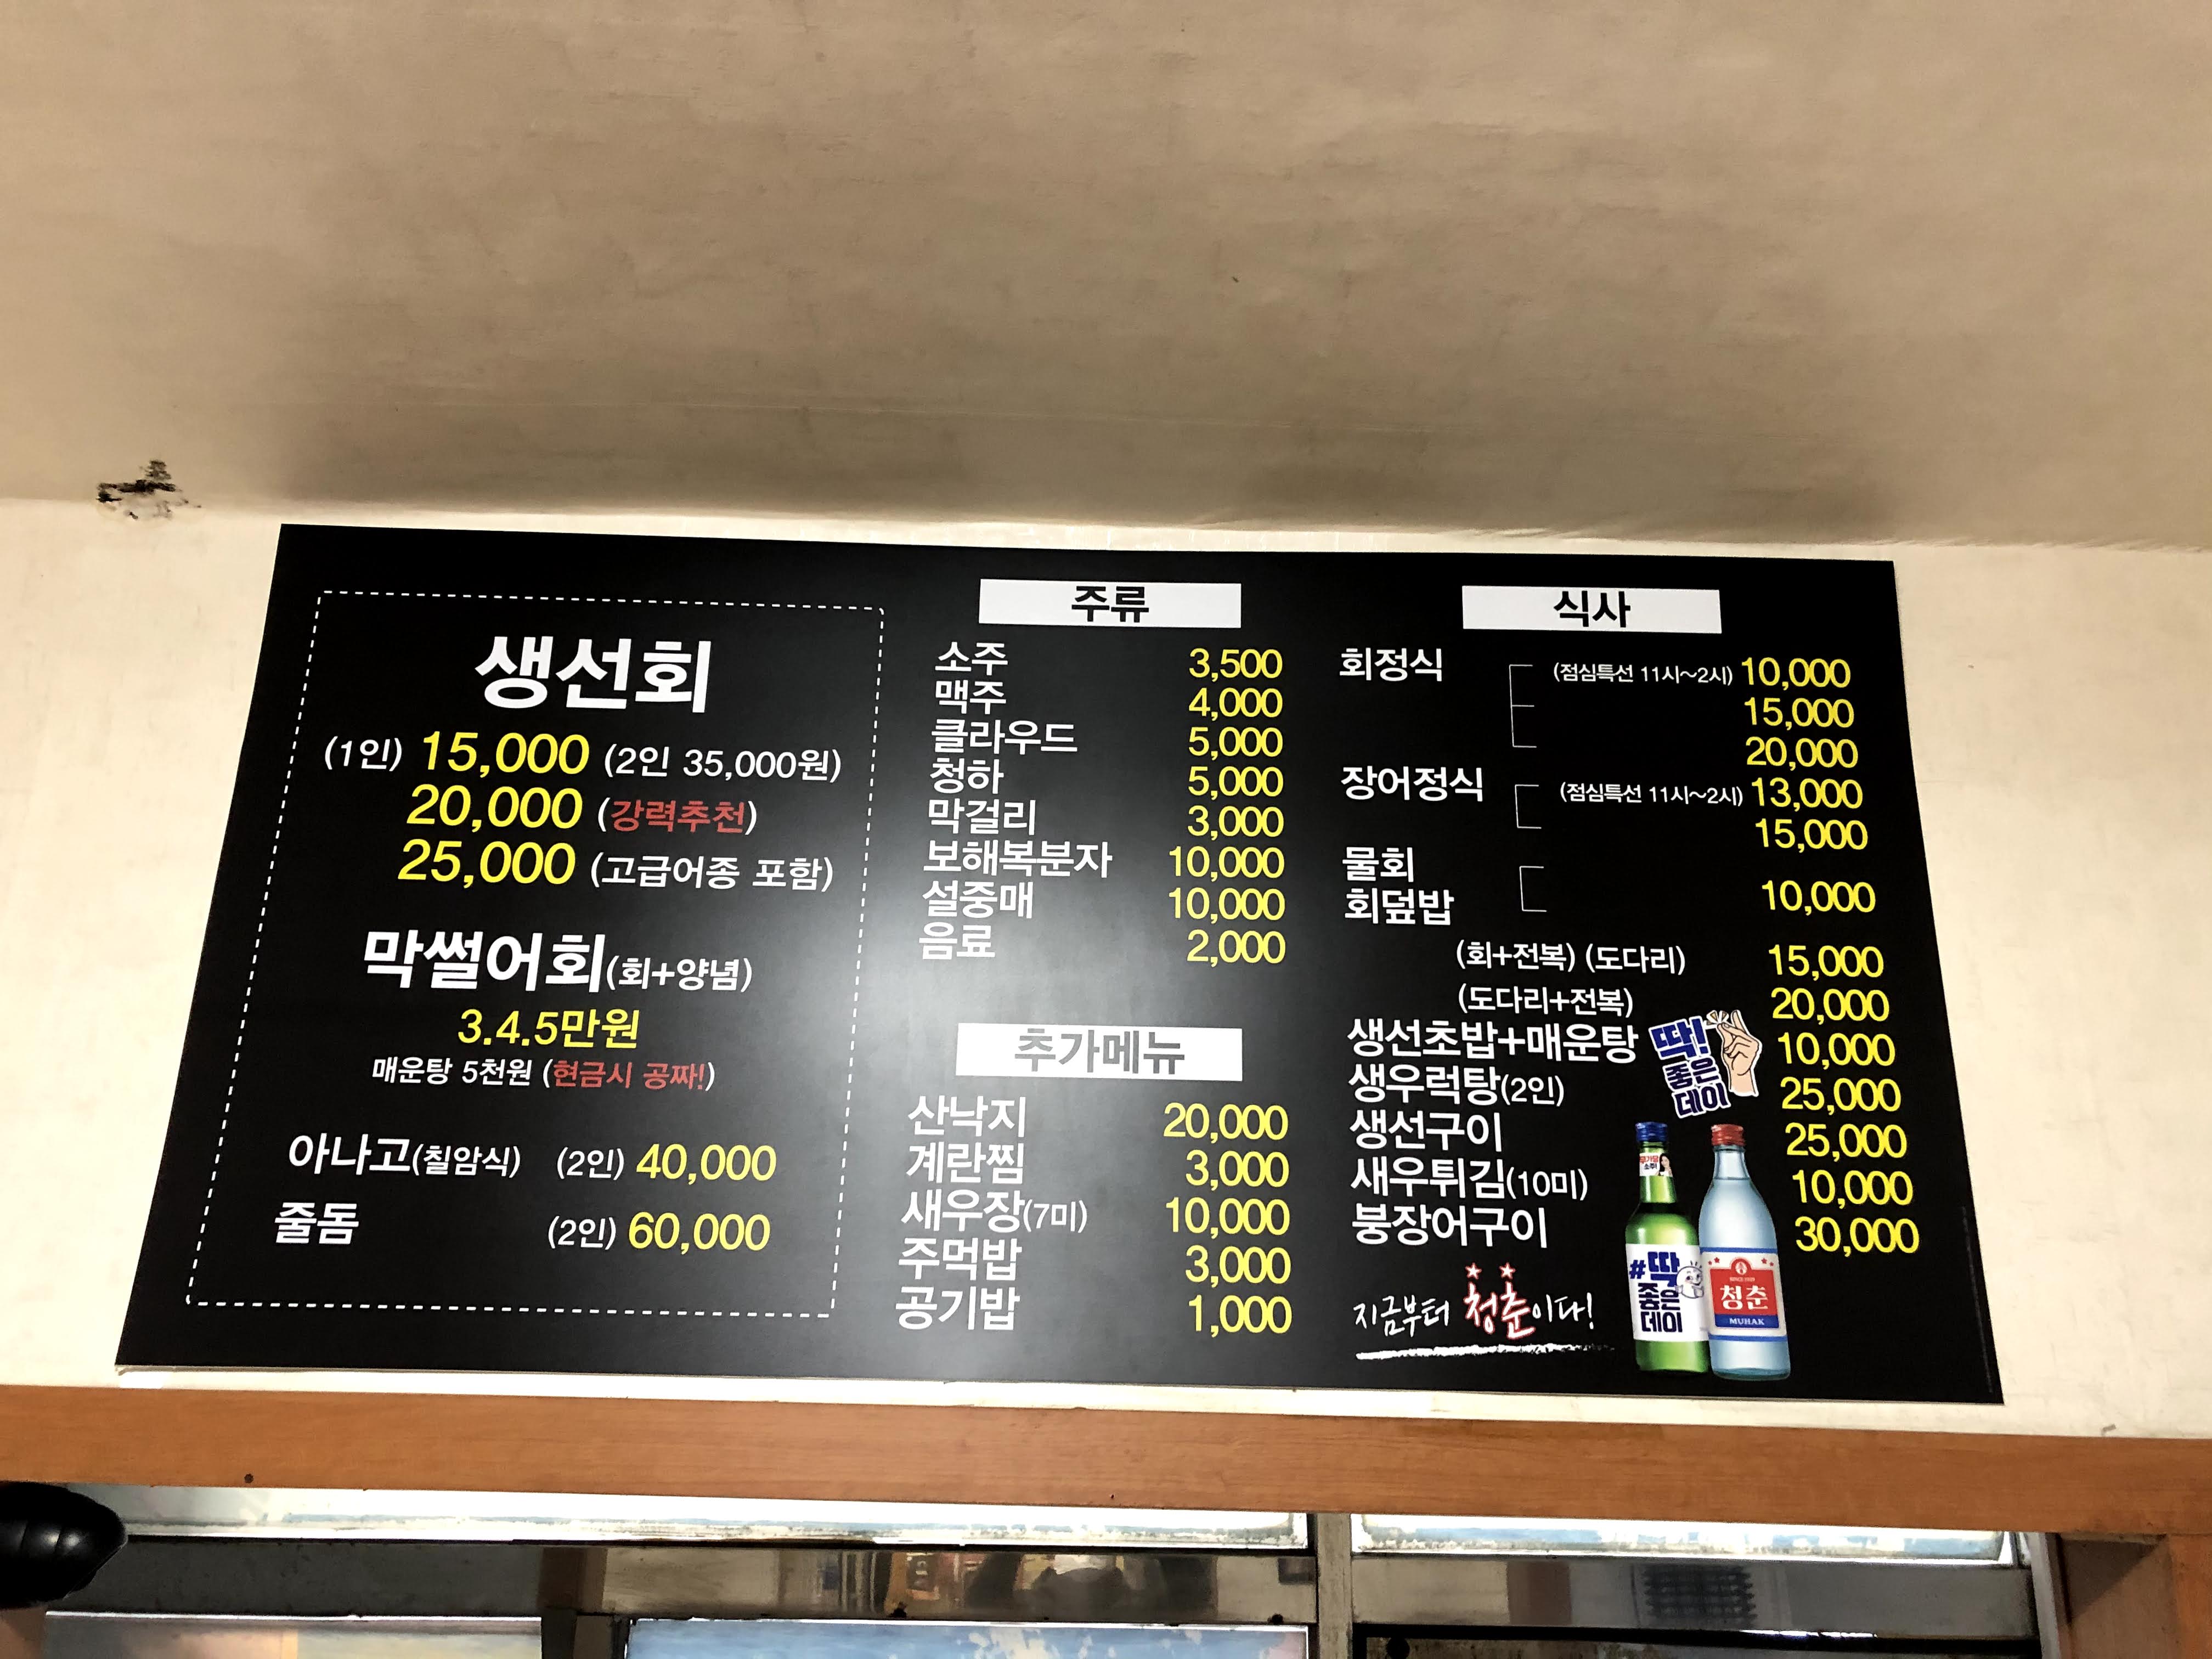 생선회
(1인) 15,000 (2인 35,000원)
20,000 (강력추천)
25,000 (고급어종 포함)
막썰어회(회+양념)
3.4.5만원
매운탕 5천원 (현금시 공짜!)
아나고(칠암식) (2인) 40,000
줄돔 (2인) 60,000
주류
소주 3,500
맥주 4,000
클라우드 5,000
청하 5,000
막걸리 3,000
보해복분자 10,000
설중매 10,000
음료 2,000
추가메뉴
산낙지 20,000
계란찜 3,000
새우장(7미) 10,000
주먹밥 3,000
공기밥 1,000
식사
회정식 (점심특선 11시~2시) 10,000
15,000
20,000
장어정식 (점심특선 11시~2시) 13,000
15,000
물회
회덮밥 10,000
(회+전복) (도다리) 15,000
(도다리+전복) 20,000
생선초밥+매운탕 10,000
생우럭탕(2인) 25,000
생선구이 25,000
새우튀김(10미) 10,000
붕장어구이 30,000
딱!
좋은
데이
지금부터 청춘이다!
#딱
좋은
데이
청춘
MUHAK